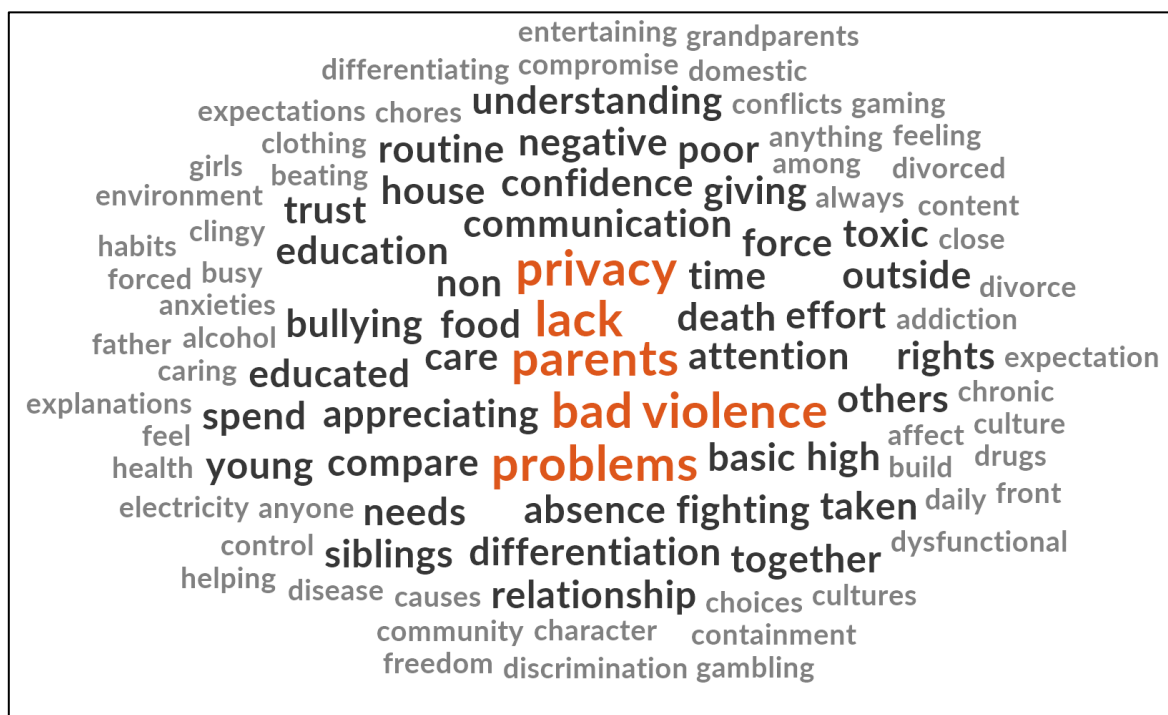 entertaining grandparents
differentiating compromise domestic
expectations chores understanding conflicts gaming
clothing routine negative poor anything feeling
girls beating house confidence giving among divorced
environment trust communication always content
habits clingy education force toxic close
forced busy non privacy time outside divorce
anxieties bullying food lack death effort addiction
father alcohol care parents attention rights expectation
caring educated
explanations spend appreciating bad violence others chronic
feel affect culture
health young compare problems basic high build drugs
electricity anyone needs absence fighting taken daily front
control siblings differentiation together dysfunctional
helping disease causes relationship choices cultures
community character containment
freedom discrimination gambling